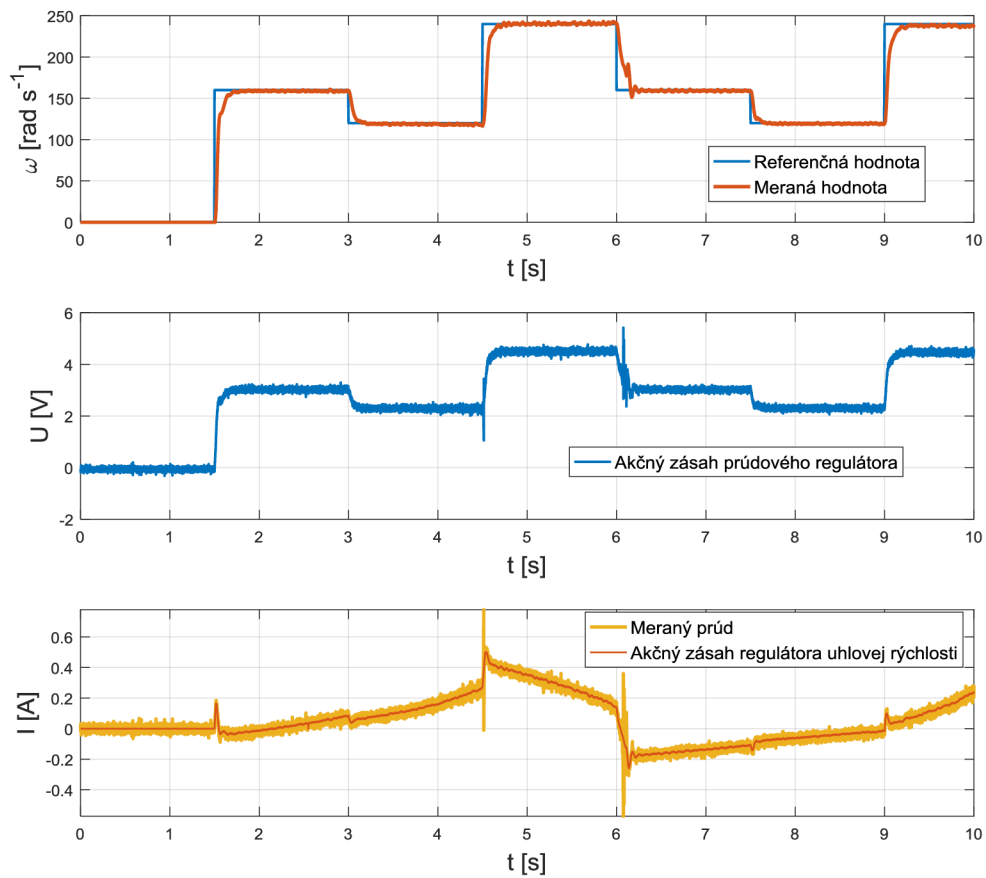 250
200
150
100
50
0
ω [rad s⁻¹]
0 1 2 3 4 5 6 7 8 9 10
t [s]
Referenčná hodnota
Meraná hodnota
6
4
2
0
-2
U [V]
0 1 2 3 4 5 6 7 8 9 10
t [s]
Akčný zásah prúdového regulátora
0.6
0.4
0.2
0
-0.2
-0.4
I [A]
0 1 2 3 4 5 6 7 8 9 10
t [s]
Meraný prúd
Akčný zásah regulátora uhlovej rýchlosti